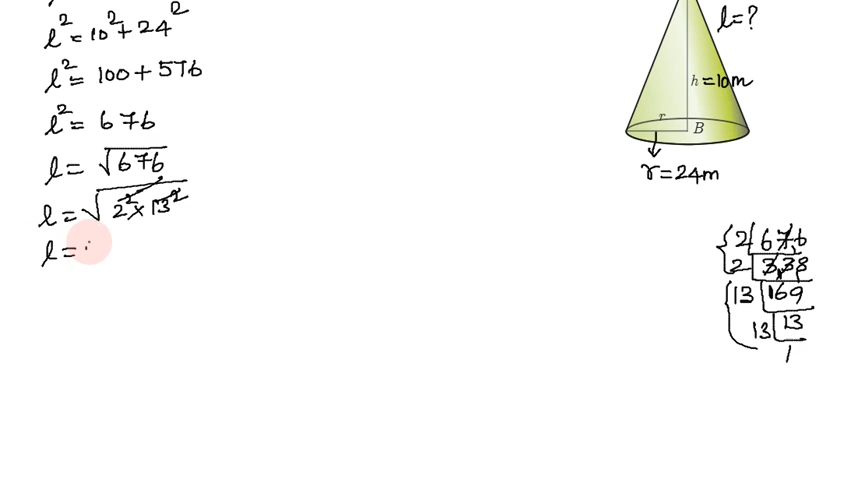 l² = 10² + 24²
l² = 100 + 576
l² = 676
l = √676
l = √2² × 13²
l =
l = ?
h = 10m
r
B
r = 24m
2 | 676
2 | 338
13 | 169
13 | 13
1